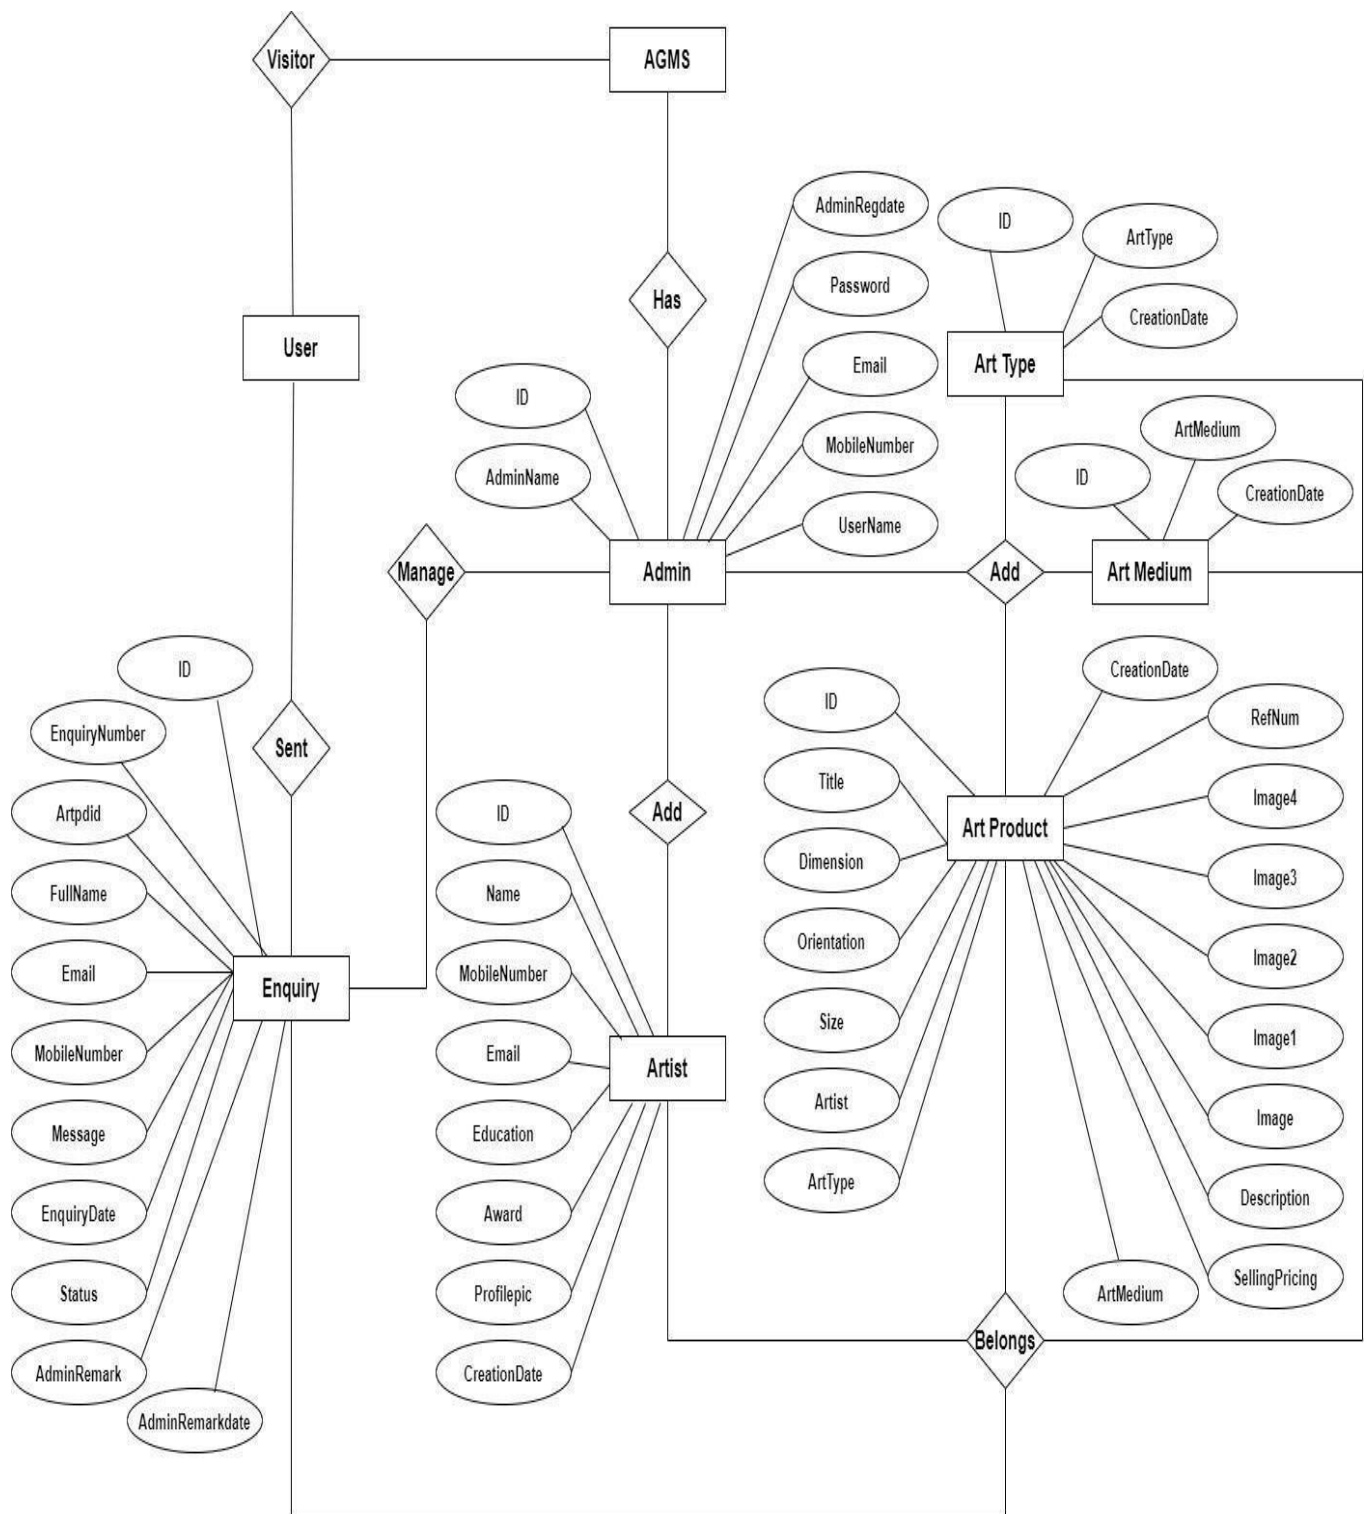 Visitor
AGMS
AdminRegdate
ID
ArtType
Password
Has
CreationDate
User
Email
Art Type
ID
ArtMedium
MobileNumber
AdminName
ID
CreationDate
UserName
Manage
Admin
Add
Art Medium
ID
CreationDate
ID
EnquiryNumber
RefNum
Sent
Title
Image4
Artpdid
ID
Add
Art Product
Dimension
Image3
FullName
Name
Orientation
Image2
Email
MobileNumber
Enquiry
Size
Image1
MobileNumber
Email
Artist
Artist
Image
Message
Education
ArtType
Description
EnquiryDate
Award
SellingPricing
Status
Profilepic
ArtMedium
Belongs
AdminRemark
CreationDate
AdminRemarkdate